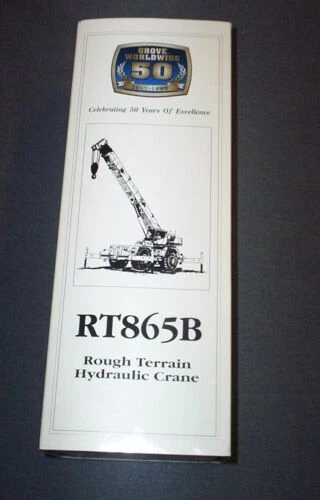 GROVE
WORLDWIDE
50
Celebrating 50 Years Of Excellence
RT865B
Rough Terrain
Hydraulic Crane